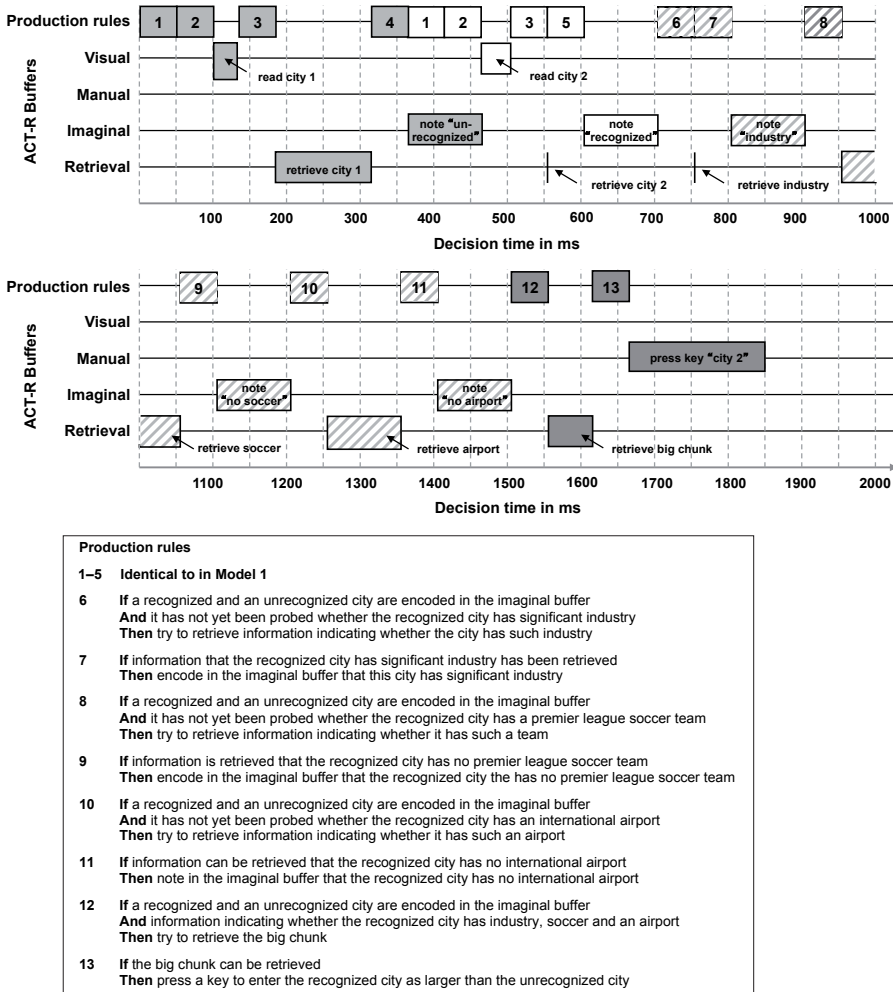 Production rules 1 2 3 4 1 2 3 5 6 7 8
Visual
read city 1 read city 2
Manual
ACT-R Buffers
Imaginal note "un-recognized" note "recognized" note "industry"
Retrieval retrieve city 1 retrieve city 2 retrieve industry
100 200 300 400 500 600 700 800 900 1000
Decision time in ms
Production rules 9 10 11 12 13
Visual
ACT-R Buffers
Manual press key "city 2"
Imaginal note "no soccer" note "no airport"
Retrieval
retrieve soccer retrieve airport retrieve big chunk
1100 1200 1300 1400 1500 1600 1700 1800 1900 2000
Decision time in ms
Production rules
1–5 Identical to in Model 1
6 If a recognized and an unrecognized city are encoded in the imaginal buffer
And it has not yet been probed whether the recognized city has significant industry
Then try to retrieve information indicating whether the city has such industry
7 If information that the recognized city has significant industry has been retrieved
Then encode in the imaginal buffer that this city has significant industry
8 If a recognized and an unrecognized city are encoded in the imaginal buffer
And it has not yet been probed whether the recognized city has a premier league soccer team
Then try to retrieve information indicating whether it has such a team
9 If information is retrieved that the recognized city has no premier league soccer team
Then encode in the imaginal buffer that the recognized city the has no premier league soccer team
10 If a recognized and an unrecognized city are encoded in the imaginal buffer
And it has not yet been probed whether the recognized city has an international airport
Then try to retrieve information indicating whether it has such an airport
11 If information can be retrieved that the recognized city has no international airport
Then note in the imaginal buffer that the recognized city has no international airport
12 If a recognized and an unrecognized city are encoded in the imaginal buffer
And information indicating whether the recognized city has industry, soccer and an airport
Then try to retrieve the big chunk
13 If the big chunk can be retrieved
Then press a key to enter the recognized city as larger than the unrecognized city